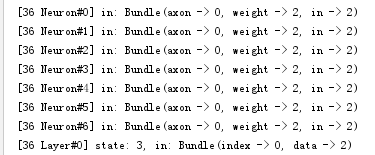 [36 Neuron#0] in: Bundle(axon -> 0, weight -> 2, in -> 2)
[36 Neuron#1] in: Bundle(axon -> 0, weight -> 2, in -> 2)
[36 Neuron#2] in: Bundle(axon -> 0, weight -> 2, in -> 2)
[36 Neuron#3] in: Bundle(axon -> 0, weight -> 2, in -> 2)
[36 Neuron#4] in: Bundle(axon -> 0, weight -> 2, in -> 2)
[36 Neuron#5] in: Bundle(axon -> 0, weight -> 2, in -> 2)
[36 Neuron#6] in: Bundle(axon -> 0, weight -> 2, in -> 2)
[36 Layer#0] state: 3, in: Bundle(index -> 0, data -> 2)